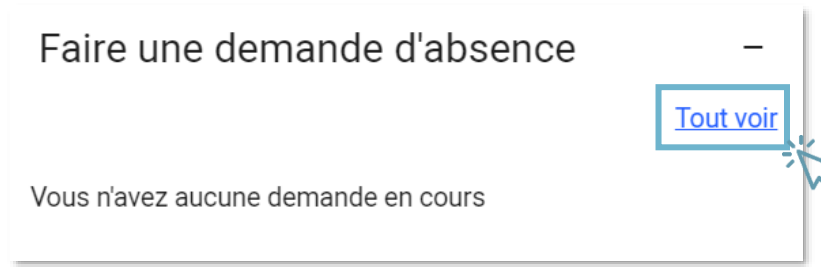 Faire une demande d'absence
Tout voir
Vous n'avez aucune demande en cours